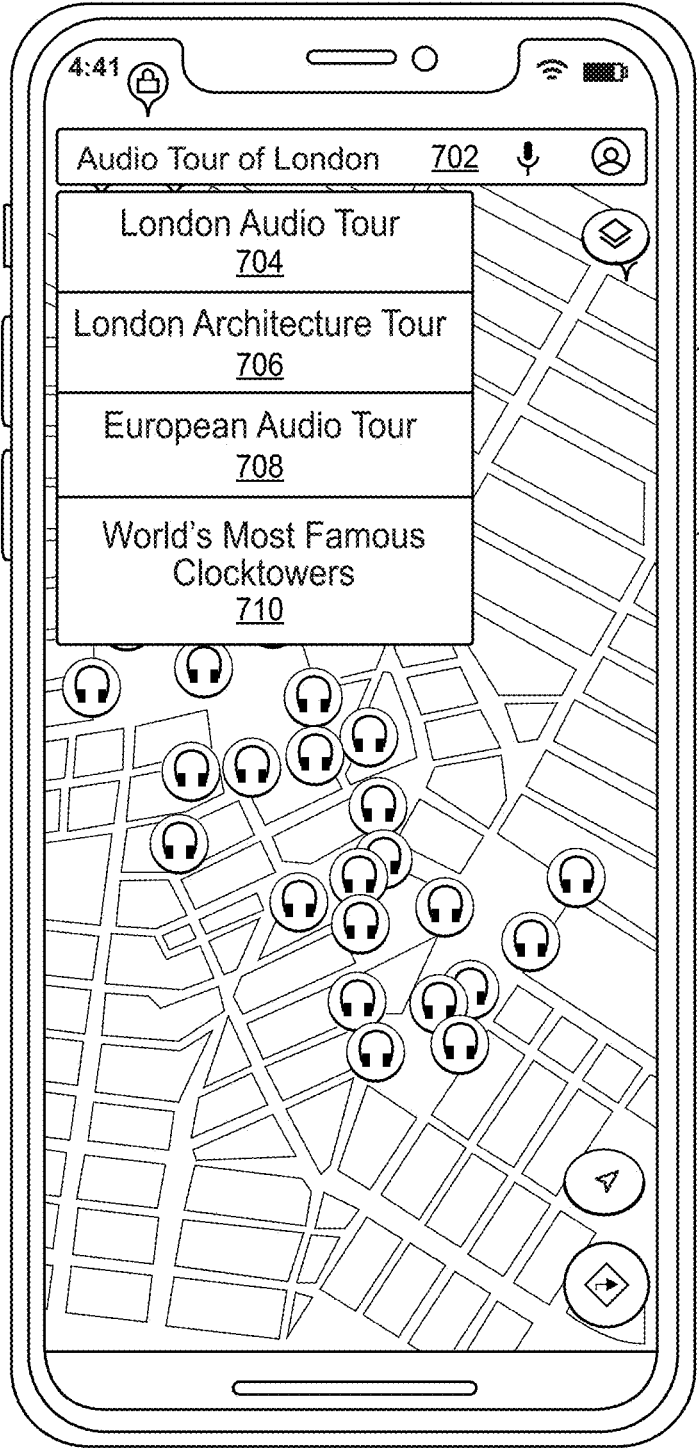 4:41
Audio Tour of London 702
London Audio Tour
704
London Architecture Tour
706
European Audio Tour
708
World's Most Famous
Clocktowers
710